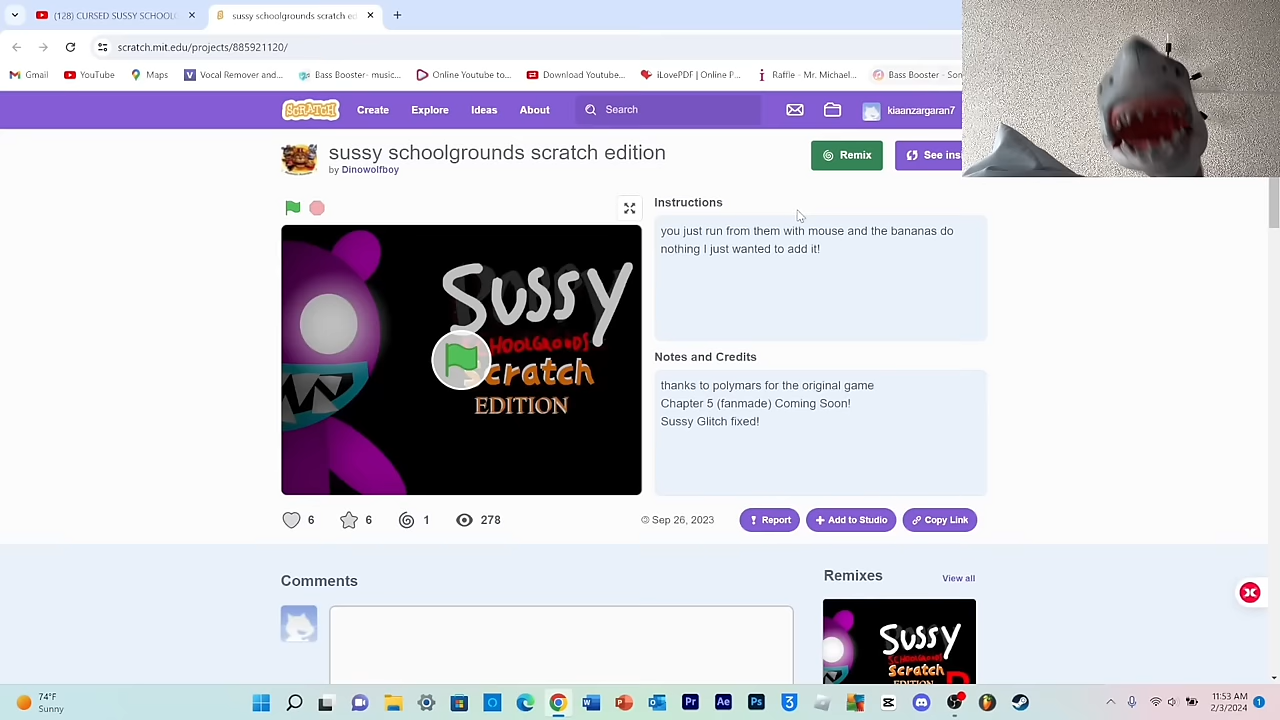 (128) CURSED SUSSY SCHOOL
sussy schoolgrounds scratch ed
scratch.mit.edu/projects/885921120/
Gmail
YouTube
Maps
Vocal Remover and...
Bass Booster- music...
Online Youtube to...
Download Youtube...
iLovePDF | Online P...
Raffle - Mr. Michael...
Bass Booster - Son
SCRATCH
Create
Explore
Ideas
About
Search
kiaanzargaran7
sussy schoolgrounds scratch edition
by Dinowolfboy
Remix
See ins
Instructions
you just run from them with mouse and the bananas do
nothing I just wanted to add it!
Sussy
Scratch
EDITION
Notes and Credits
thanks to polymars for the original game
Chapter 5 (fanmade) Coming Soon!
Sussy Glitch fixed!
6
6
1
278
© Sep 26, 2023
Report
Add to Studio
Copy Link
Comments
Remixes
View all
Sussy
Scratch
EDITION
74°F
Sunny
11:53 AM
2/3/2024
1